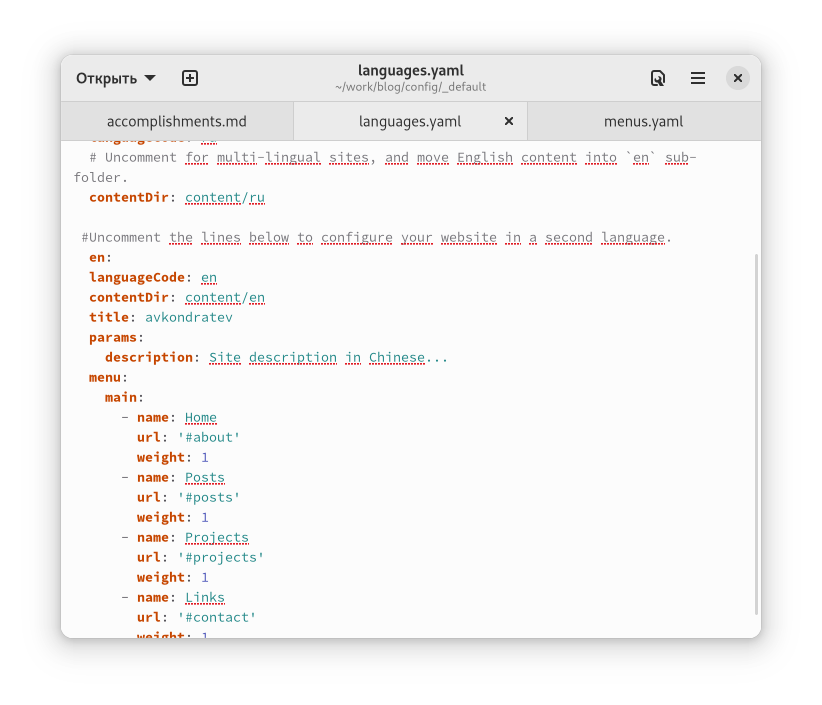 Открыть
languages.yaml
~/work/blog/config/_default
accomplishments.md
languages.yaml
menus.yaml
# Uncomment for multi-lingual sites, and move English content into `en` sub-
folder.
contentDir: content/ru
#Uncomment the lines below to configure your website in a second language.
en:
languageCode: en
contentDir: content/en
title: avkondratev
params:
description: Site description in Chinese...
menu:
main:
- name: Home
url: '#about'
weight: 1
- name: Posts
url: '#posts'
weight: 1
- name: Projects
url: '#projects'
weight: 1
- name: Links
url: '#contact'
weight: 1